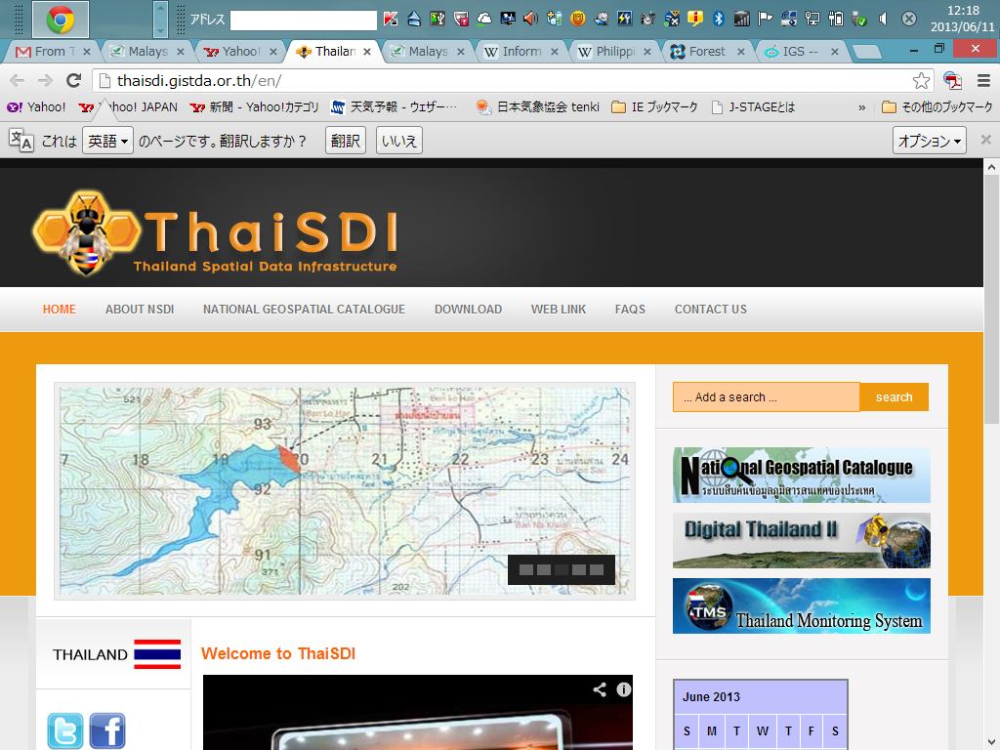 アドレス
12:18
2013/06/11
From T
Malays
Yahoo!
Thailan
Malays
Inform
Philippi
Forest
IGS --
thaisdi.gistda.or.th/en/
Yahoo!
hoo! JAPAN
新聞 - Yahoo!カテゴリ
天気予報 - ウェザー…
日本気象協会 tenki
IE ブックマーク
J-STAGEとは
»
その他のブックマーク
これは 英語 のページです。翻訳しますか？ 翻訳 いいえ オプション
ThaiSDI
Thailand Spatial Data Infrastructure
HOME ABOUT NSDI NATIONAL GEOSPATIAL CATALOGUE DOWNLOAD WEB LINK FAQS CONTACT US
521
Ban Lo Han
93
7 18 19 20 21 22 23 24
92
91
371
202
... Add a search ... search
National Geospatial Catalogue
ระบบสืบค้นข้อมูลภูมิสารสนเทศของประเทศ
Digital Thailand II
TMS Thailand Monitoring System
THAILAND
Welcome to ThaiSDI
June 2013
S M T W T F S